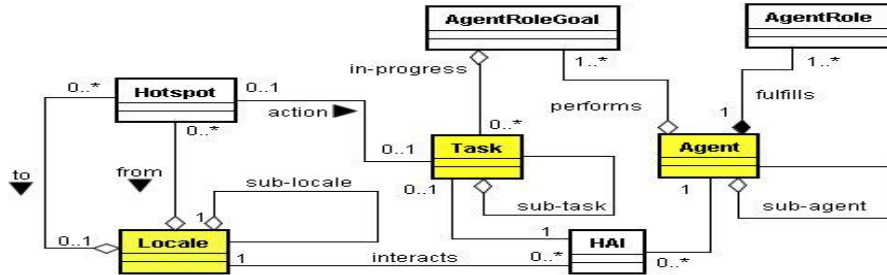 AgentRoleGoal
AgentRole
in-progress
1..*
1..*
0..*
Hotspot
0..1
performs
1
fulfills
action
0..*
0..*
0..1
Task
Agent
to
from
sub-locale
0..1
1
1
sub-task
sub-agent
0..1
Locale
1
interacts
1
0..*
HAI
0..*